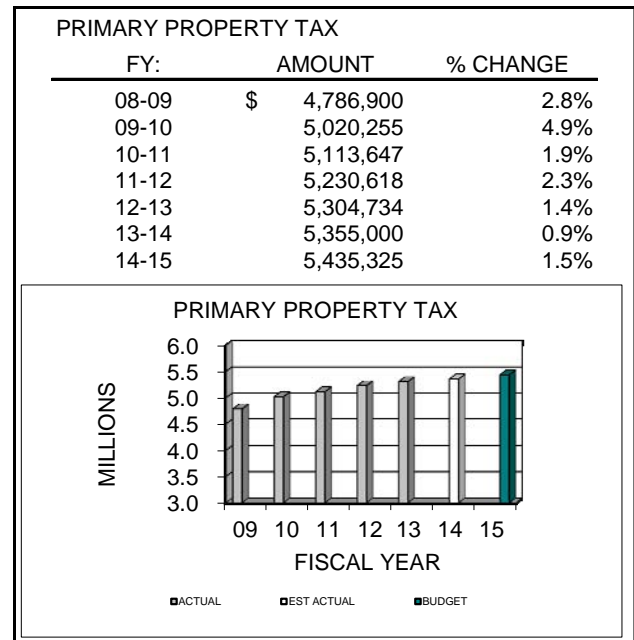 PRIMARY PROPERTY TAX
FY: AMOUNT % CHANGE
08-09 $ 4,786,900 2.8%
09-10 5,020,255 4.9%
10-11 5,113,647 1.9%
11-12 5,230,618 2.3%
12-13 5,304,734 1.4%
13-14 5,355,000 0.9%
14-15 5,435,325 1.5%
PRIMARY PROPERTY TAX
MILLIONS
6.0
5.5
5.0
4.5
4.0
3.5
3.0
09 10 11 12 13 14 15
FISCAL YEAR
ACTUAL EST ACTUAL BUDGET